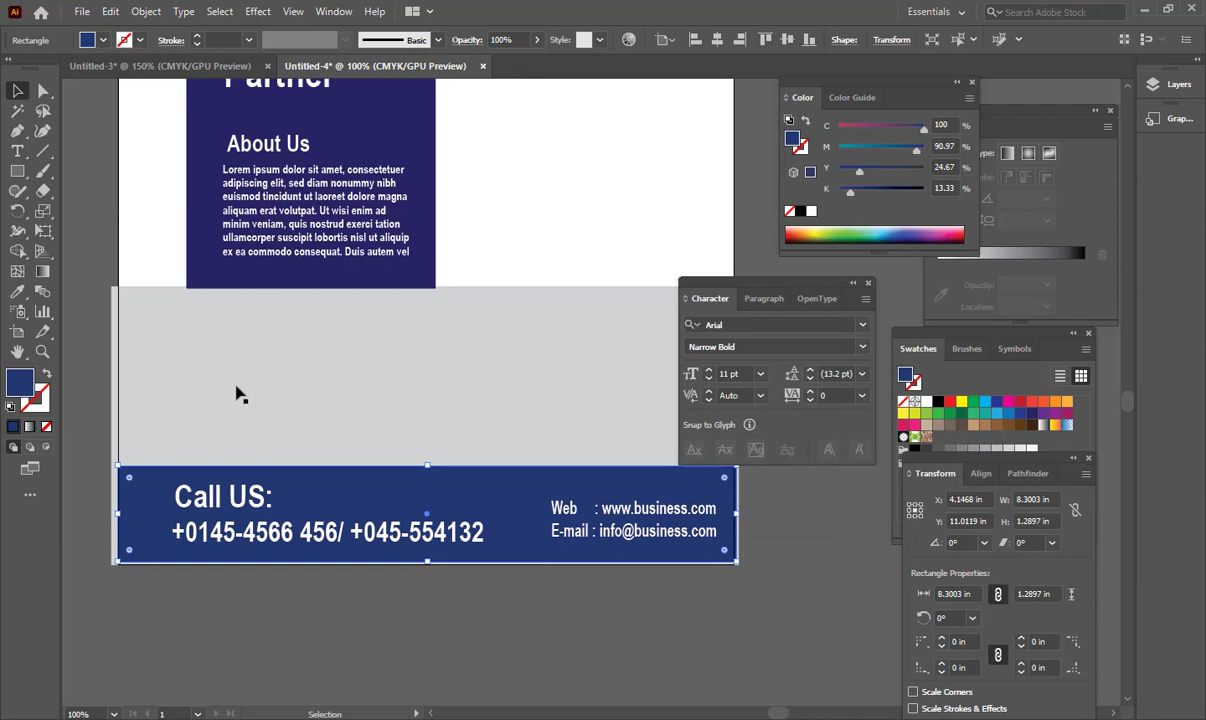 Ai
File Edit Object Type Select Effect View Window Help
Essentials
Search Adobe Stock
Rectangle
Stroke:
Basic
Opacity: 100%
Style:
Shape:
Transform
Untitled-3* @ 150% (CMYK/GPU Preview) ×
Untitled-4* @ 100% (CMYK/GPU Preview) ×
Layers
Grap...
Color Color Guide
C 100 %
M 90.97 %
Y 24.67 %
K 13.33 %
Type:
Opacity:
Location:
Partner
About Us
Lorem ipsum dolor sit amet, consectetuer
adipiscing elit, sed diam nonummy nibh
euismod tincidunt ut laoreet dolore magna
aliquam erat volutpat. Ut wisi enim ad
minim veniam, quis nostrud exerci tation
ullamcorper suscipit lobortis nisl ut aliquip
ex ea commodo consequat. Duis autem vel
Character Paragraph OpenType
Arial
Narrow Bold
11 pt
(13.2 pt)
Auto
0
Snap to Glyph
Swatches Brushes Symbols
Call US:
+0145-4566 456/ +045-554132
Web : www.business.com
E-mail : info@business.com
Transform Align Pathfinder
X: 4.1468 in W: 8.3003 in
Y: 11.0119 in H: 1.2897 in
0° 0°
Rectangle Properties:
8.3003 in 1.2897 in
0°
0 in 0 in
0 in 0 in
Scale Corners
Scale Strokes & Effects
100%
1
Selection